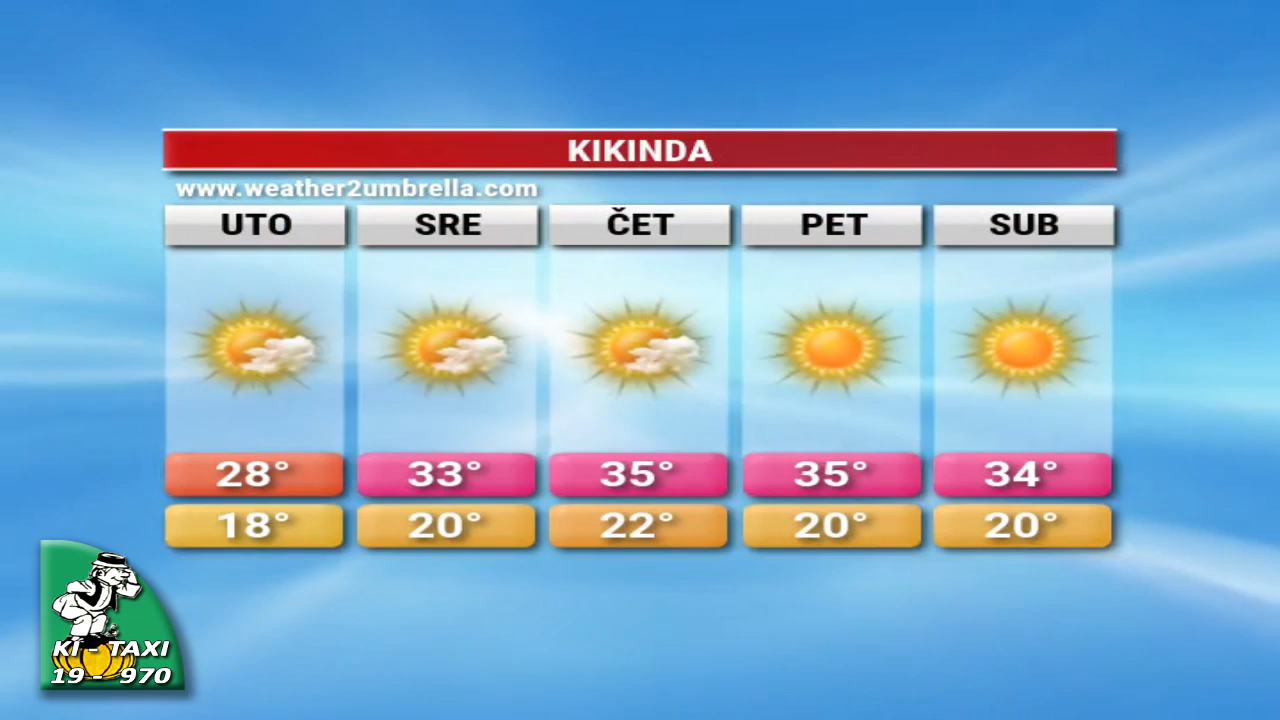 KIKINDA
www.weather2umbrella.com
UTO SRE ČET PET SUB
28° 33° 35° 35° 34°
18° 20° 22° 20° 20°
KI - TAXI
19 - 970